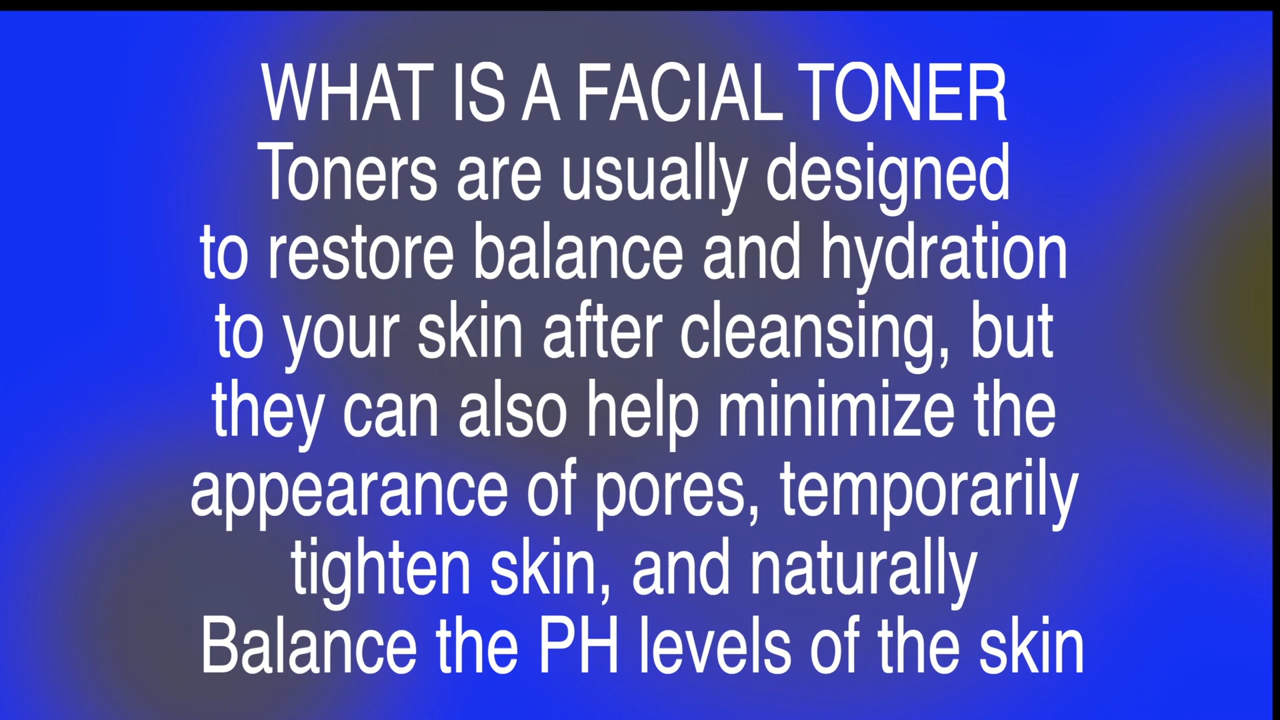 WHAT IS A FACIAL TONER
Toners are usually designed
to restore balance and hydration
to your skin after cleansing, but
they can also help minimize the
appearance of pores, temporarily
tighten skin, and naturally
Balance the PH levels of the skin